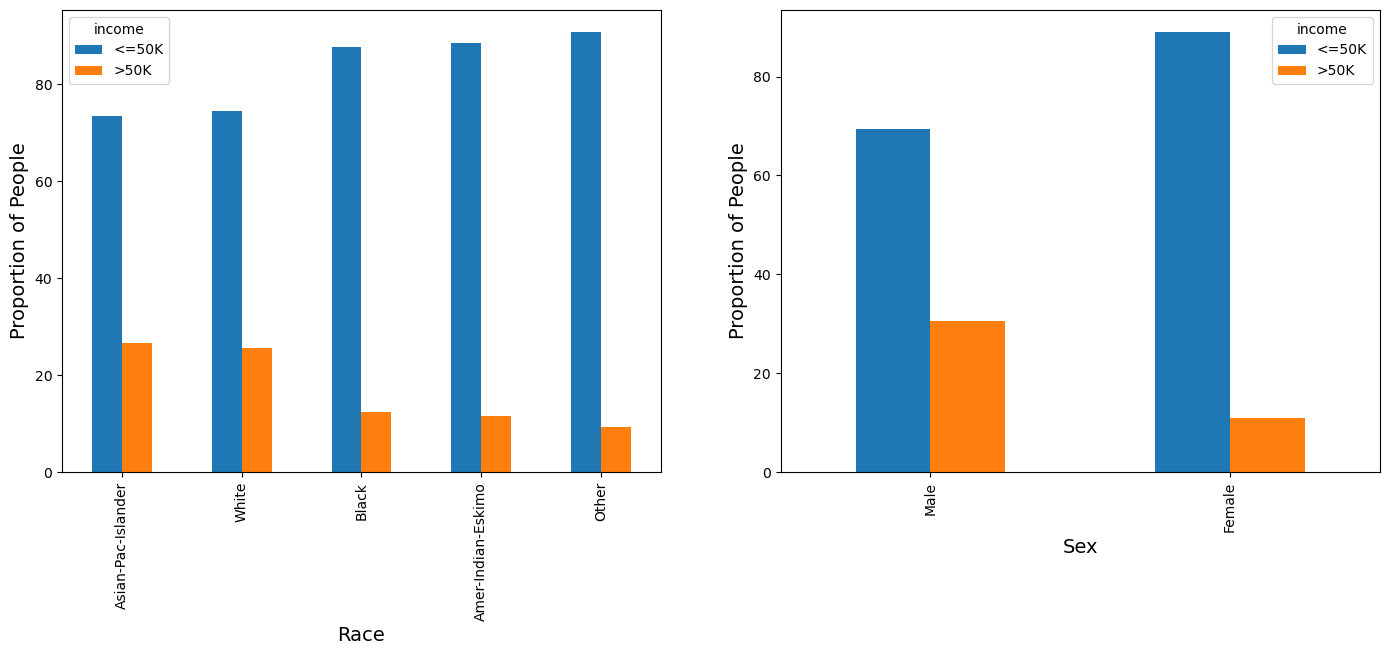 income
<=50K
>50K
Proportion of People
80
60
40
20
0
Asian-Pac-Islander
White
Black
Amer-Indian-Eskimo
Other
Race
income
<=50K
>50K
Proportion of People
80
60
40
20
0
Male
Female
Sex